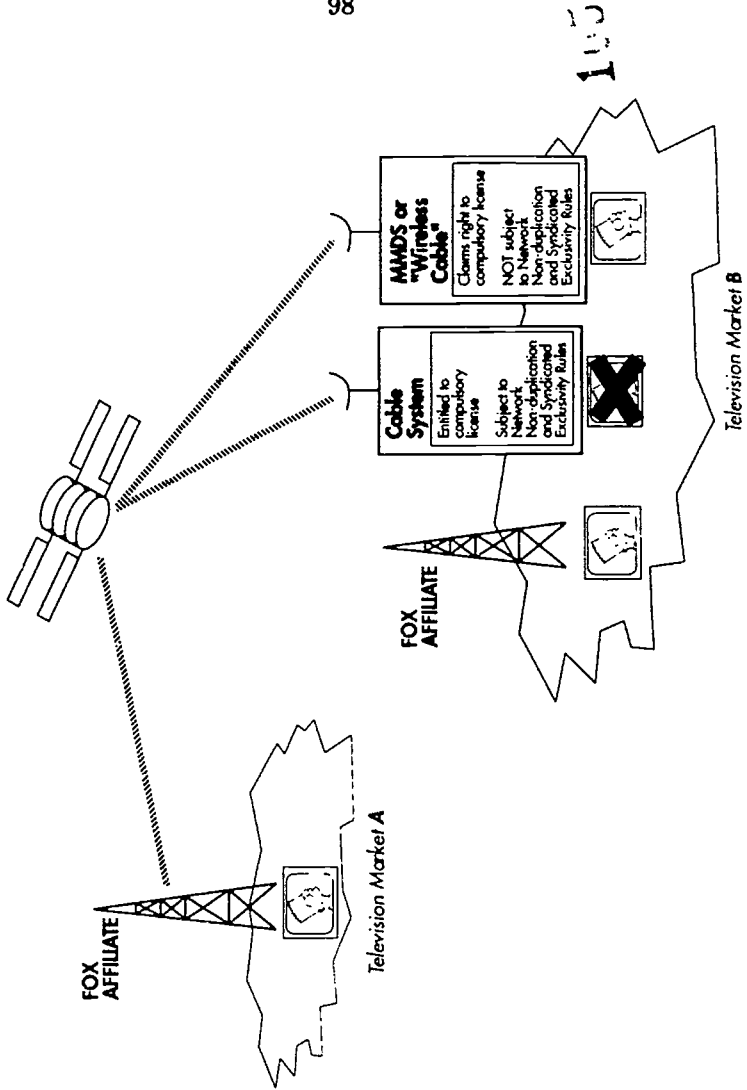 98
FOX
AFFILIATE
Television Market A
FOX
AFFILIATE
Cable
System
Entitled to
compulsory
license
Subject to
Network
Non-duplication
and Syndicated
Exclusivity Rules
MMDS or
"Wireless
Cable"
Claims right to
compulsory license
NOT subject
to Network
Non-duplication
and Syndicated
Exclusivity Rules
Television Market B